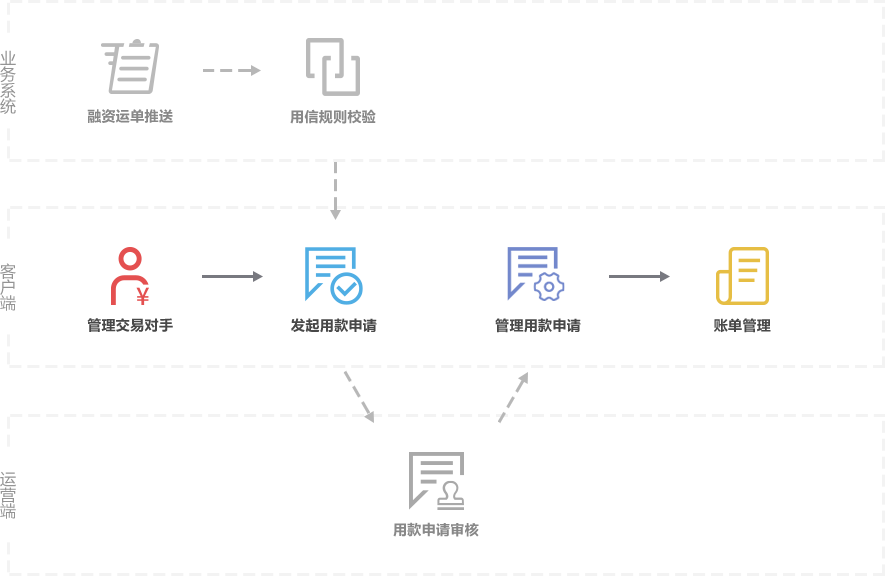 业务系统
融资运单推送
用信规则校验
客户端
¥
管理交易对手
发起用款申请
管理用款申请
账单管理
运营端
用款申请审核